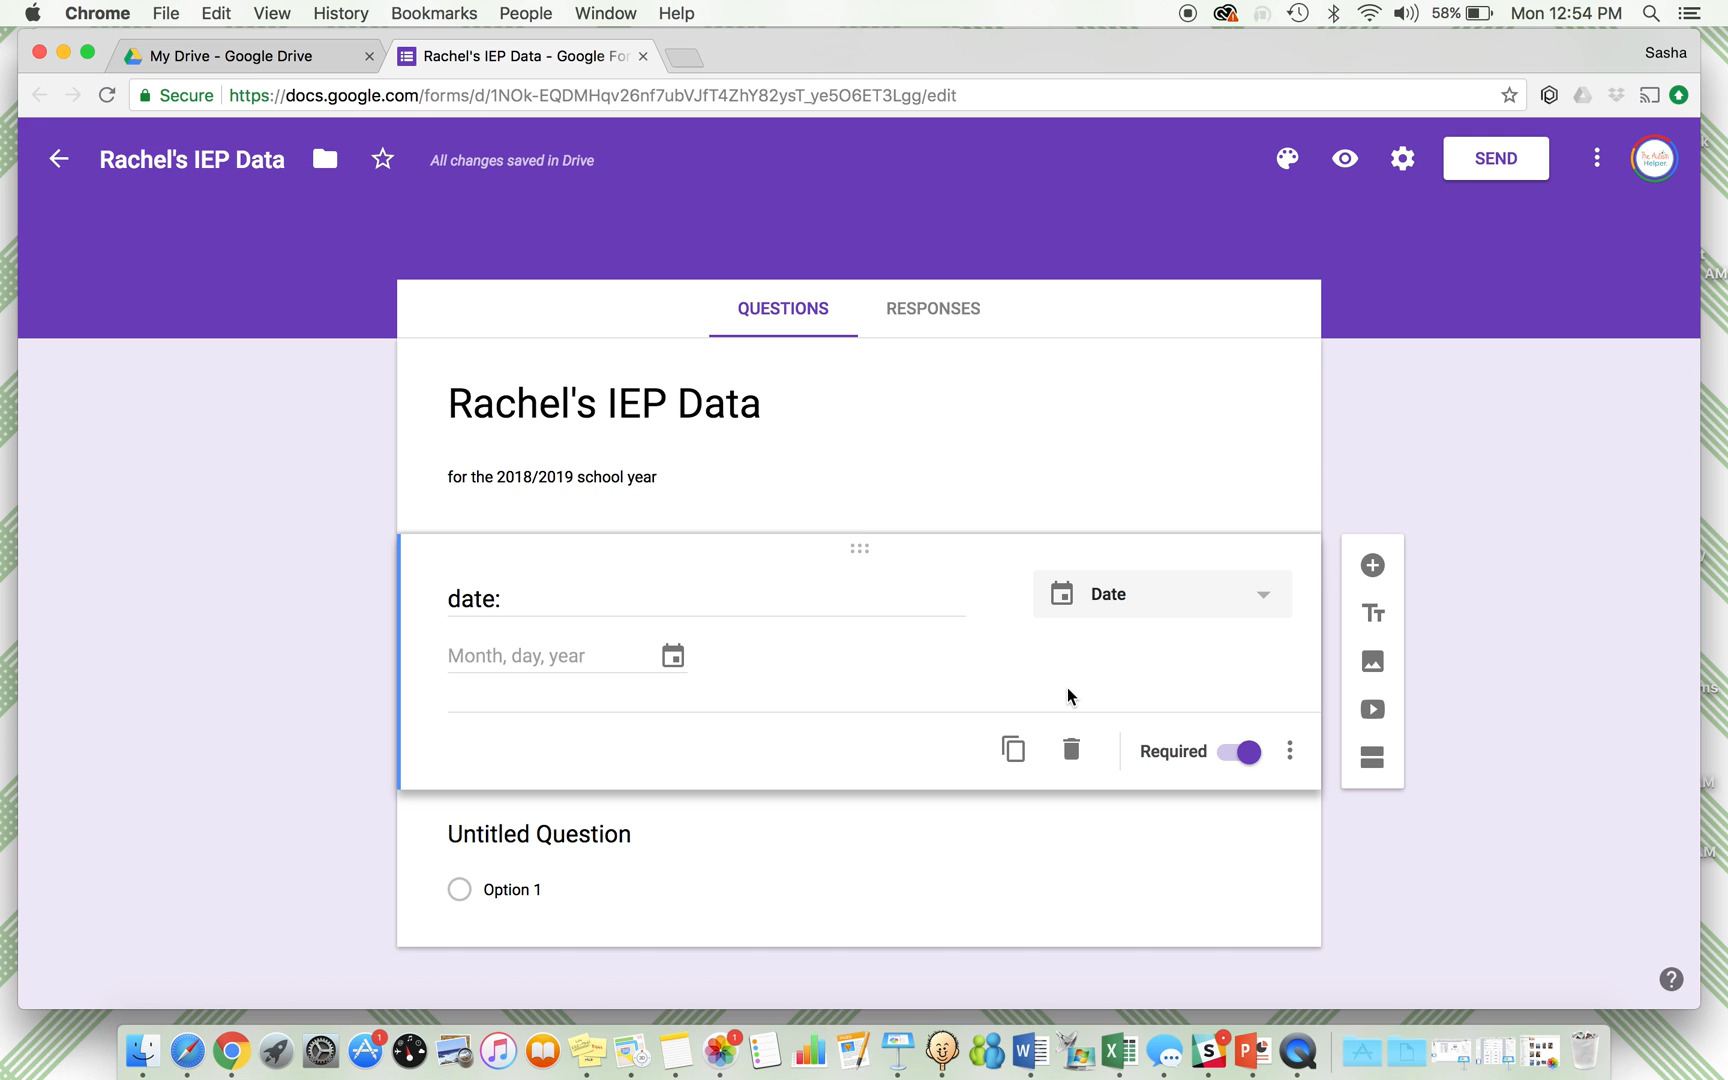 Chrome File Edit View History Bookmarks People Window Help 58% Mon 12:54 PM
My Drive - Google Drive Rachel's IEP Data - Google For Sasha
Secure https://docs.google.com/forms/d/1NOk-EQDMHqv26nf7ubVJfT4ZhY82ysT_ye5O6ET3Lgg/edit
Rachel's IEP Data All changes saved in Drive SEND The Autism Helper
QUESTIONS RESPONSES
Rachel's IEP Data
for the 2018/2019 school year
date: Date
Month, day, year
Required
Untitled Question
Option 1